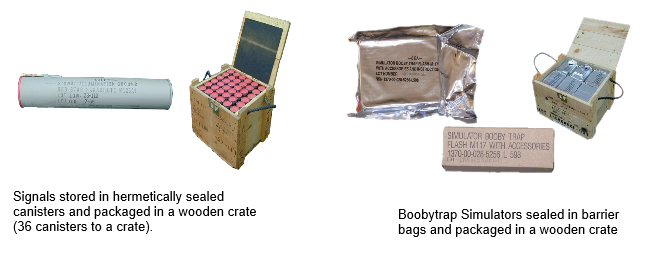 SIMULATOR BOOBY TRAP
FLASH M117 WITH ACCESSORIES
1370-00-028-5256 L 598
Signals stored in hermetically sealed
canisters and packaged in a wooden crate
(36 canisters to a crate).
Boobytrap Simulators sealed in barrier
bags and packaged in a wooden crate